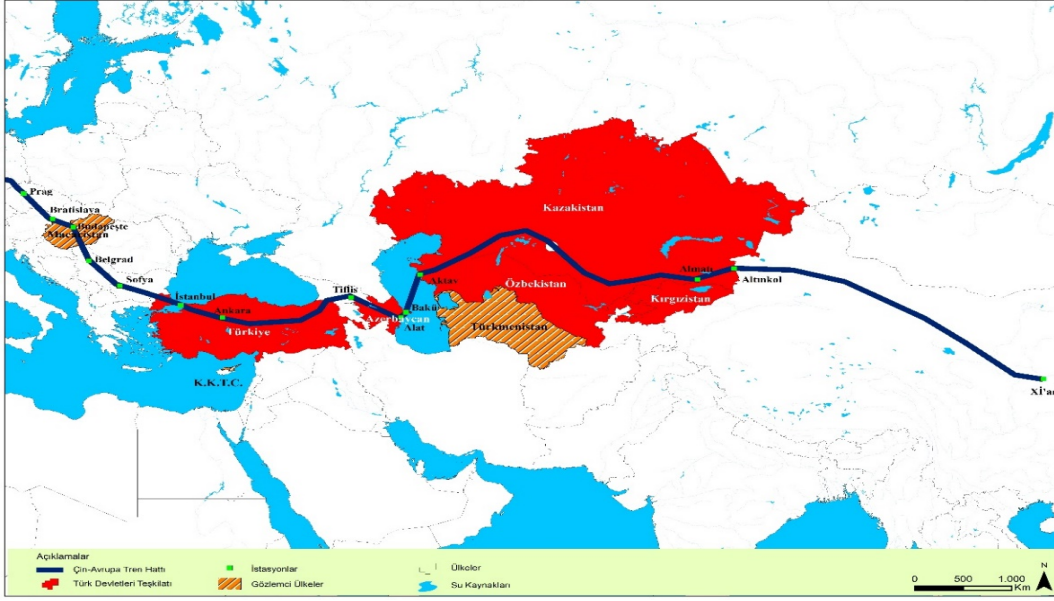 Prag
Bratislava
Budapeşte
Macaristan
Belgrad
Sofya
İstanbul
Ankara
Türkiye
K.K.T.C.
Tiflis
Azerbaycan
Bakü
Alat
Aktav
Kazakistan
Özbekistan
Türkmenistan
Almatı
Kırgızistan
Altınkol
Xi'an
Açıklamalar
Çin-Avrupa Tren Hattı
İstasyonlar
Ülkeler
Türk Devletleri Teşkilatı
Gözlemci Ülkeler
Su Kaynakları
N
0 500 1.000
Km